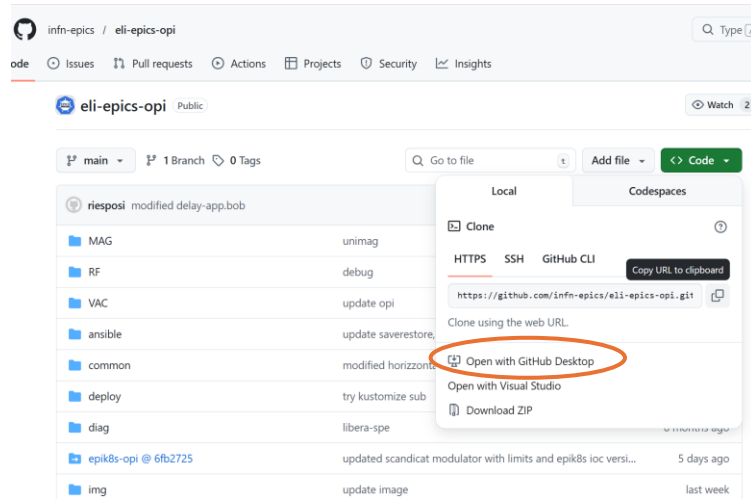 infn-epics / eli-epics-opi
Type /
ode Issues Pull requests Actions Projects Security Insights
eli-epics-opi Public
Watch 2
main 1 Branch 0 Tags Go to file t Add file <> Code
Local Codespaces
riesposi modified delay-app.bob
Clone
MAG unimag
HTTPS SSH GitHub CLI
Copy URL to clipboard
RF debug
https://github.com/infn-epics/eli-epics-opi.git
VAC update opi
Clone using the web URL.
ansible update saverestore,
Open with GitHub Desktop
common modified horizzont
Open with Visual Studio
deploy try kustomize sub
Download ZIP
diag libera-spe 6 months ago
epik8s-opi @ 6fb2725 updated scandicat modulator with limits and epik8s ioc versi... 5 days ago
img update image last week